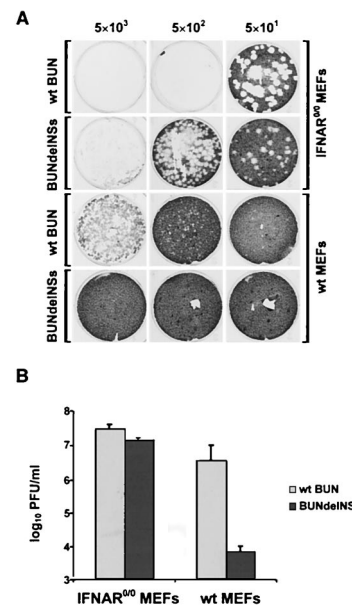 A
5×10³ 5×10² 5×10¹
wt BUN
BUNdelNSs
IFNAR⁰/⁰ MEFs
wt BUN
BUNdelNSs
wt MEFs
B
8
7
6
5
4
3
log₁₀ PFU/ml
wt BUN
BUNdelNS
IFNAR⁰/⁰ MEFs wt MEFs